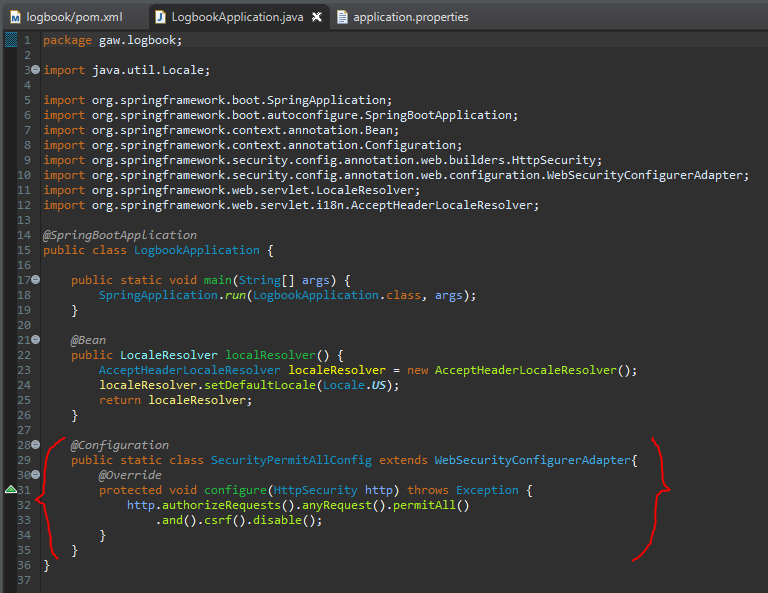 logbook/pom.xml LogbookApplication.java application.properties
1 package gaw.logbook;
2
3 import java.util.Locale;
4
5 import org.springframework.boot.SpringApplication;
6 import org.springframework.boot.autoconfigure.SpringBootApplication;
7 import org.springframework.context.annotation.Bean;
8 import org.springframework.context.annotation.Configuration;
9 import org.springframework.security.config.annotation.web.builders.HttpSecurity;
10 import org.springframework.security.config.annotation.web.configuration.WebSecurityConfigurerAdapter;
11 import org.springframework.web.servlet.LocaleResolver;
12 import org.springframework.web.servlet.i18n.AcceptHeaderLocaleResolver;
13
14 @SpringBootApplication
15 public class LogbookApplication {
16
17     public static void main(String[] args) {
18         SpringApplication.run(LogbookApplication.class, args);
19     }
20
21     @Bean
22     public LocaleResolver localResolver() {
23         AcceptHeaderLocaleResolver localeResolver = new AcceptHeaderLocaleResolver();
24         localeResolver.setDefaultLocale(Locale.US);
25         return localeResolver;
26     }
27
28     @Configuration
29     public static class SecurityPermitAllConfig extends WebSecurityConfigurerAdapter{
30         @Override
31         protected void configure(HttpSecurity http) throws Exception {
32             http.authorizeRequests().anyRequest().permitAll()
33                 .and().csrf().disable();
34         }
35     }
36 }
37